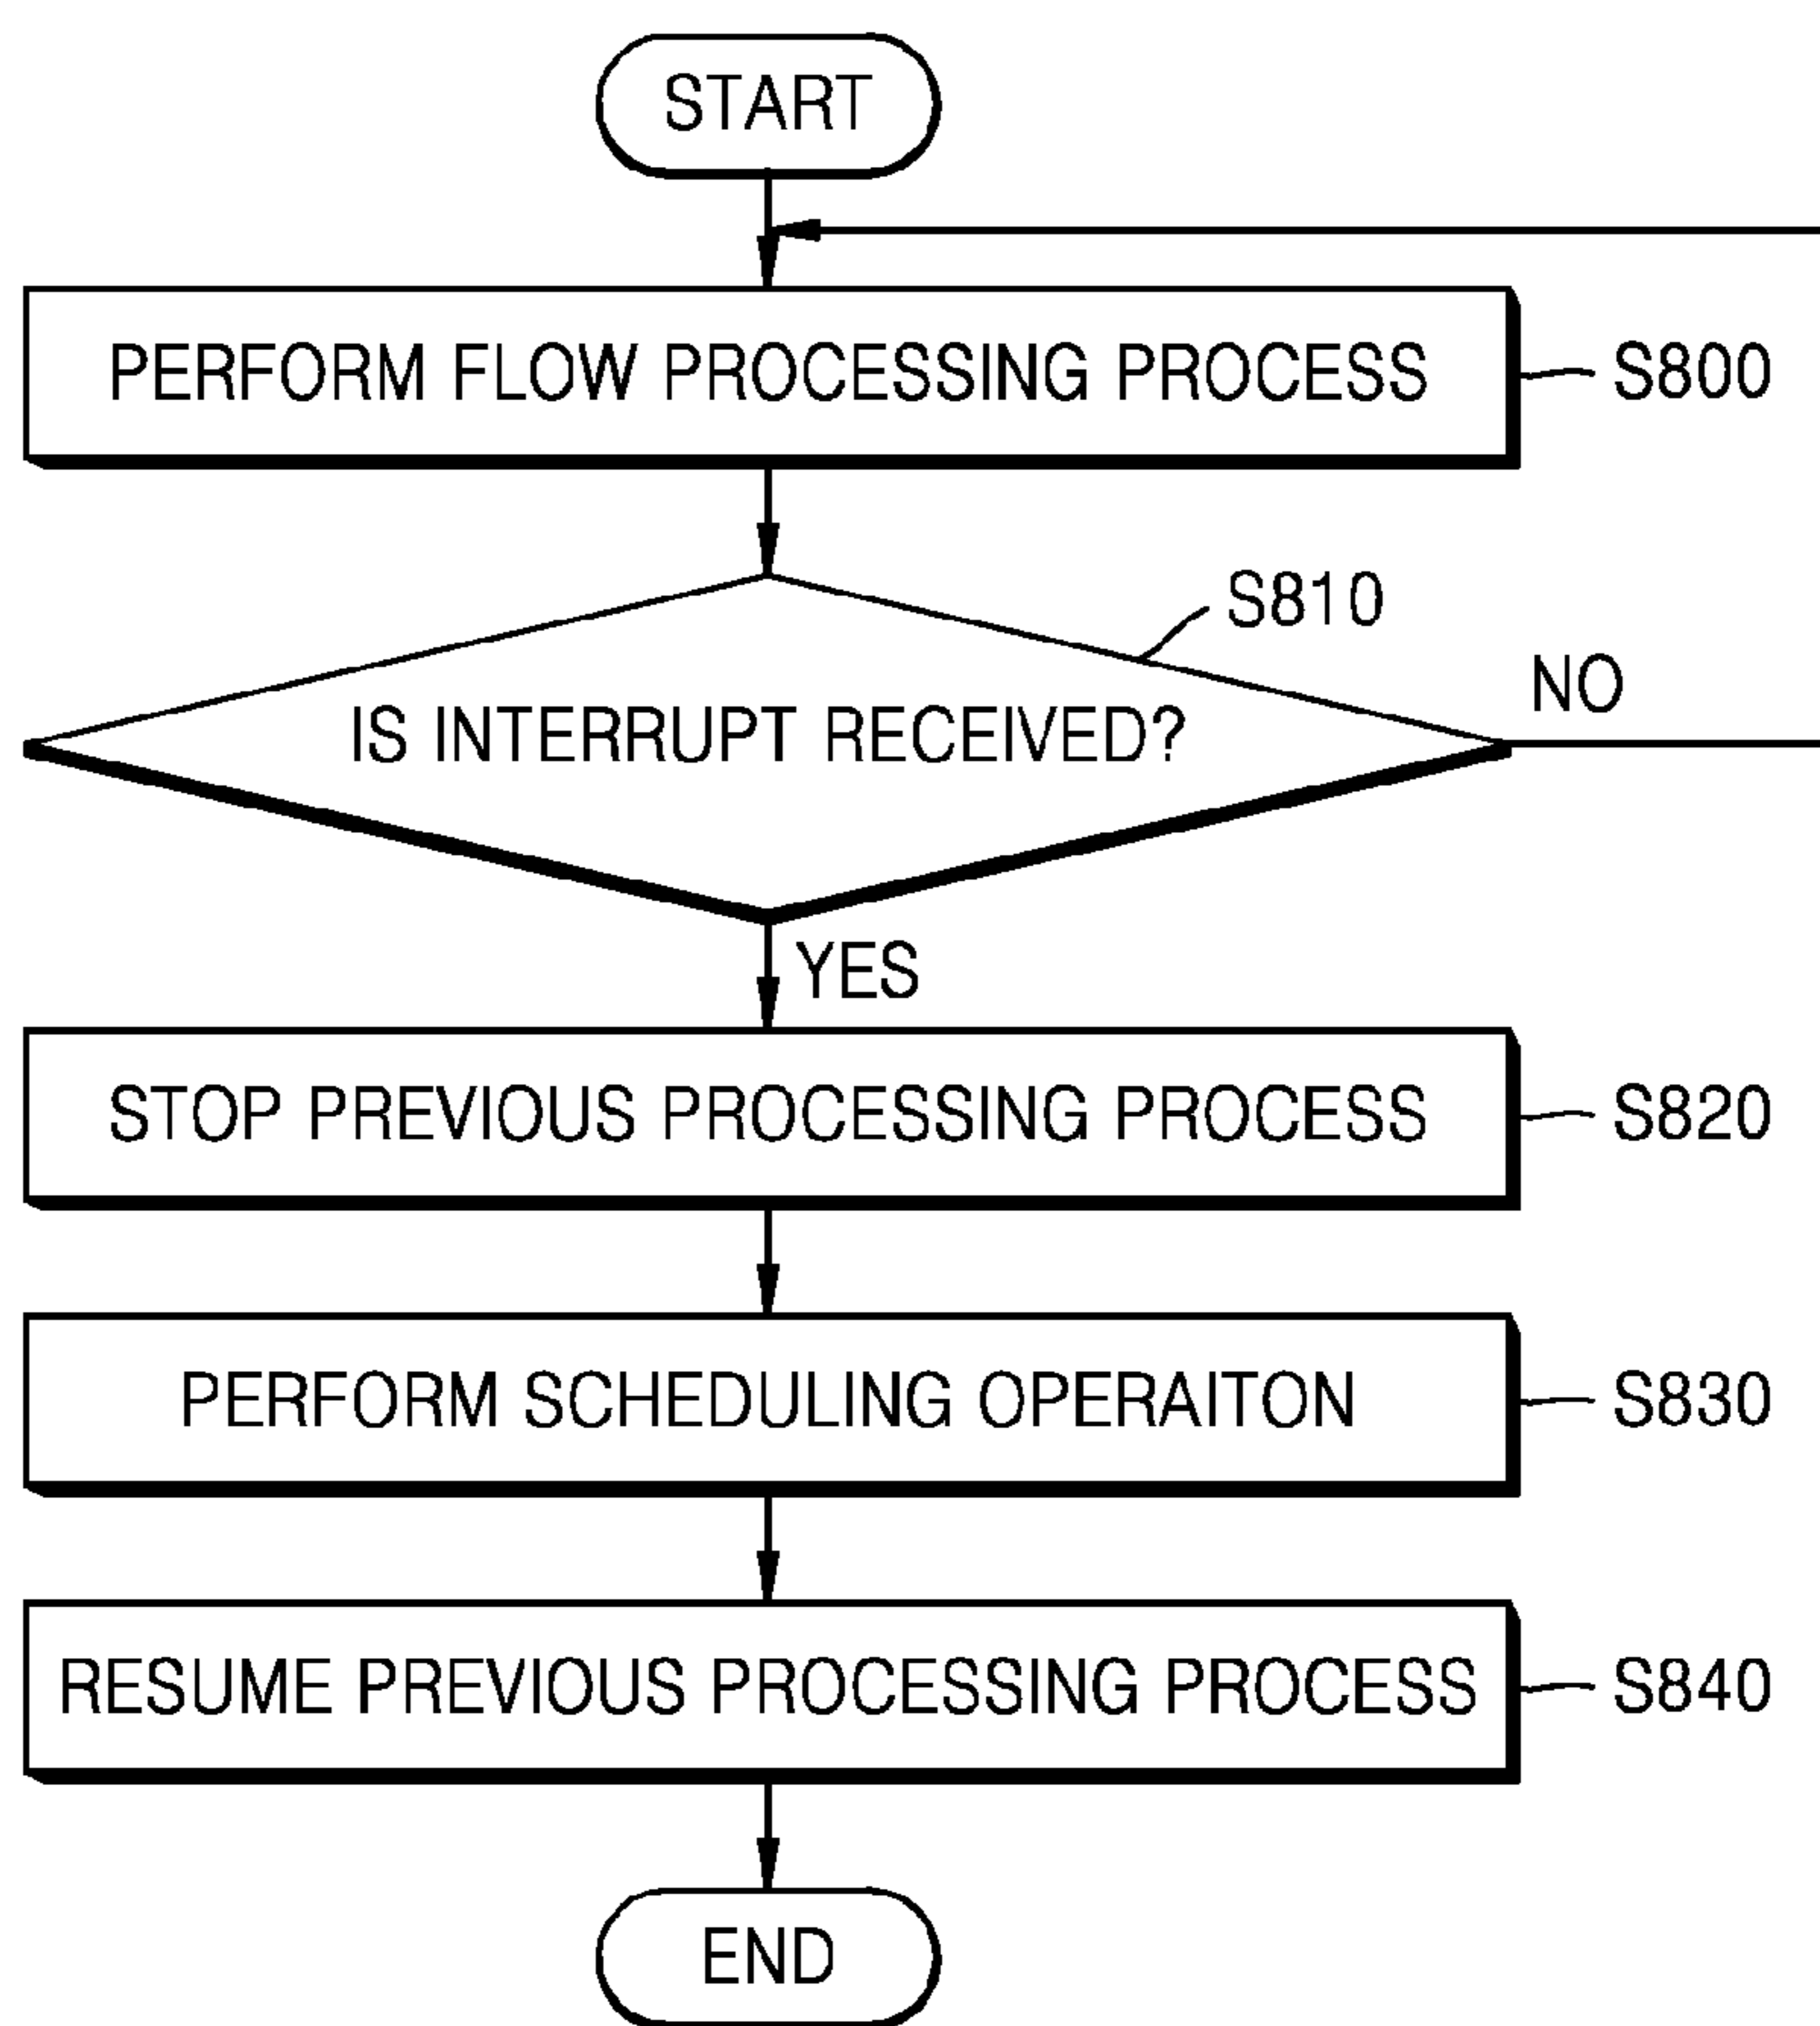 START
PERFORM FLOW PROCESSING PROCESS
S800
S810
IS INTERRUPT RECEIVED?
NO
YES
STOP PREVIOUS PROCESSING PROCESS
S820
PERFORM SCHEDULING OPERAITON
S830
RESUME PREVIOUS PROCESSING PROCESS
S840
END